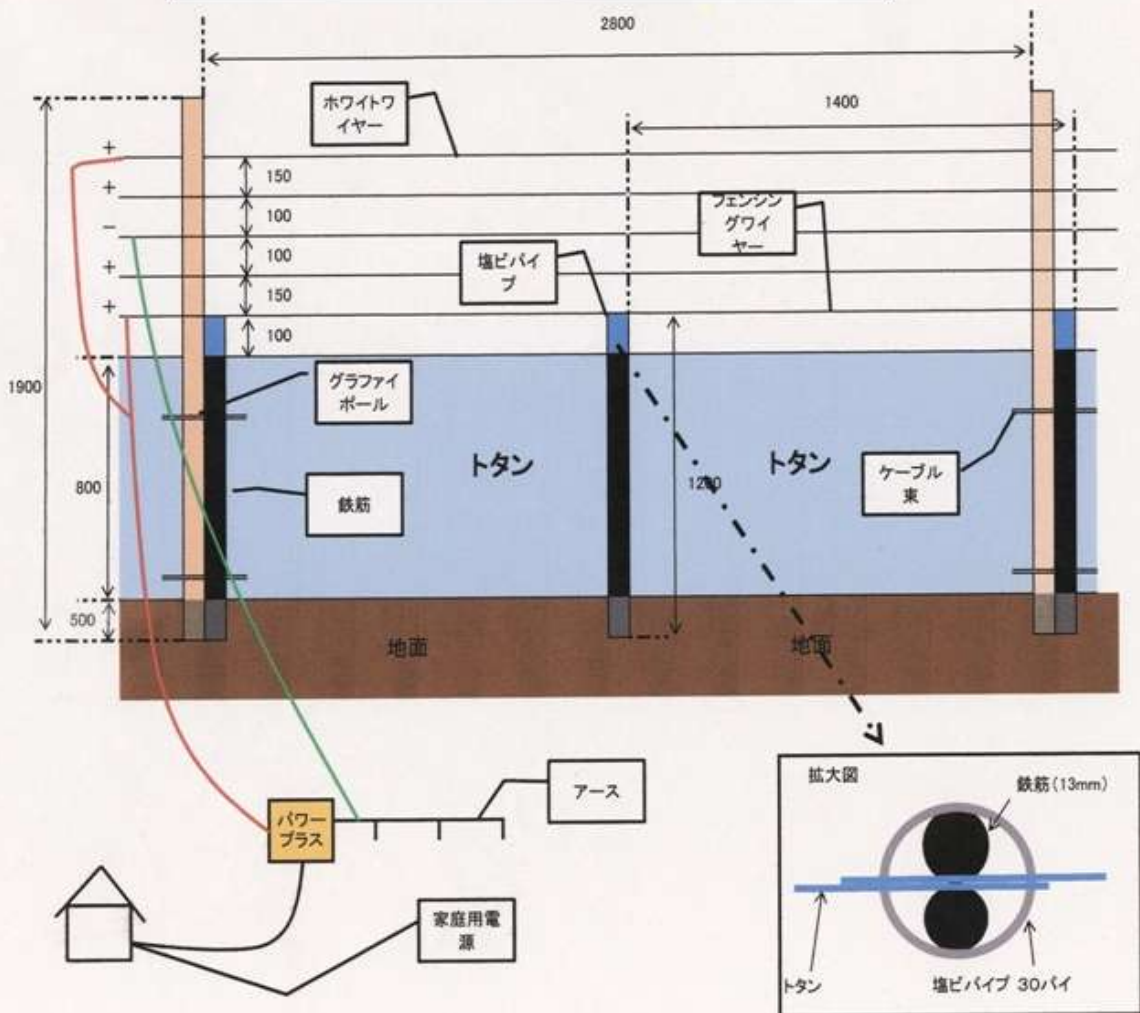 2800
ホワイトワ
イヤー
1400
+
150
+
100
フェンシン
グワイ
ヤー
−
100
塩ビパイ
プ
+
150
+
100
1900
グラファイ
ポール
トタン
トタン
800
鉄筋
1200
ケーブル
束
500
地面
地面
アース
パワー
プラス
家庭用電
源
拡大図
鉄筋(13mm)
トタン
塩ビパイプ 30パイ